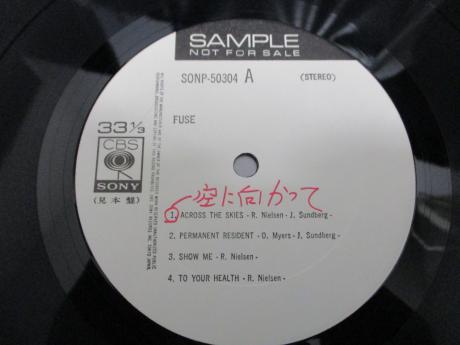 SAMPLE
NOT FOR SALE
SONP-50304 A
(STEREO)
33 1/3
FUSE
CBS
SONY
(見本盤)
空に向かって
1. ACROSS THE SKIES - R. Nielsen - J. Sundberg -
2. PERMANENT RESIDENT - D. Myers - J. Sundberg -
3. SHOW ME - R. Nielsen -
4. TO YOUR HEALTH - R. Nielsen -